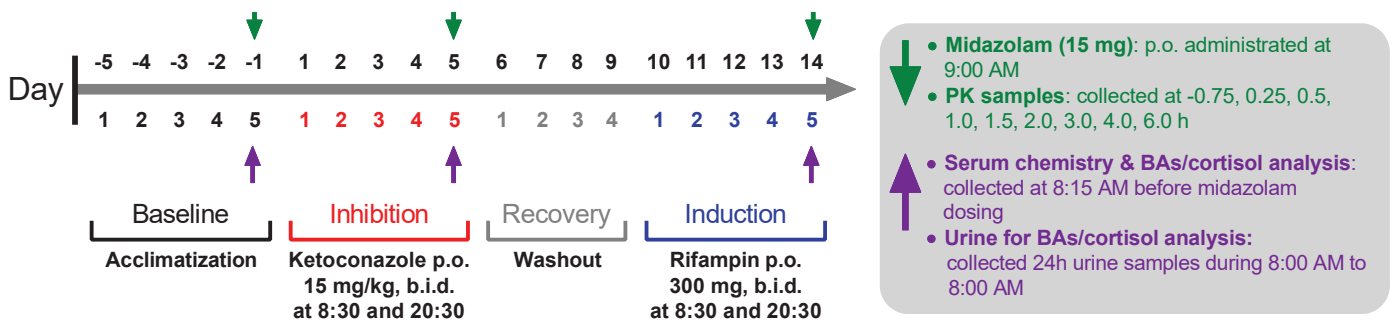 Day
-5 -4 -3 -2 -1 1 2 3 4 5 6 7 8 9 10 11 12 13 14
1 2 3 4 5 1 2 3 4 5 1 2 3 4 1 2 3 4 5
Baseline
Acclimatization
Inhibition
Ketoconazole p.o.
15 mg/kg, b.i.d.
at 8:30 and 20:30
Recovery
Washout
Induction
Rifampin p.o.
300 mg, b.i.d.
at 8:30 and 20:30
• Midazolam (15 mg): p.o. administrated at
9:00 AM
• PK samples: collected at -0.75, 0.25, 0.5,
1.0, 1.5, 2.0, 3.0, 4.0, 6.0 h
• Serum chemistry & BAs/cortisol analysis:
collected at 8:15 AM before midazolam
dosing
• Urine for BAs/cortisol analysis:
collected 24h urine samples during 8:00 AM to
8:00 AM